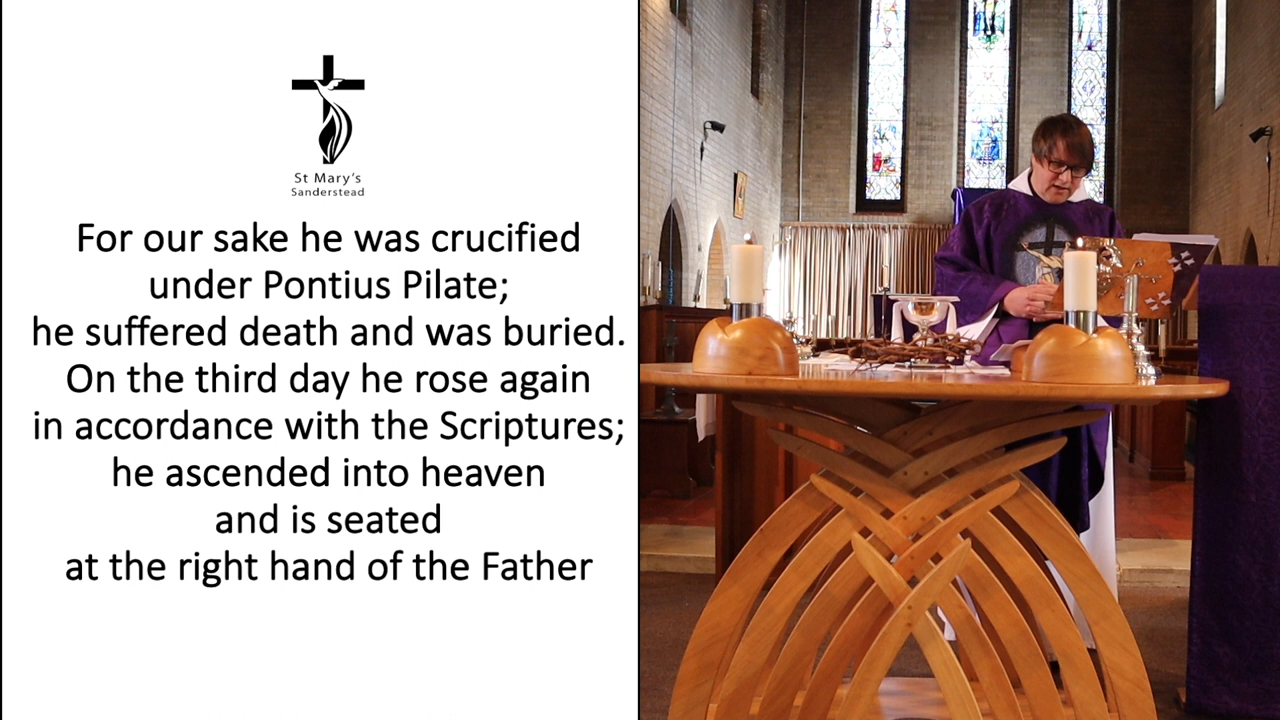 St Mary's
Sanderstead
For our sake he was crucified
under Pontius Pilate;
he suffered death and was buried.
On the third day he rose again
in accordance with the Scriptures;
he ascended into heaven
and is seated
at the right hand of the Father